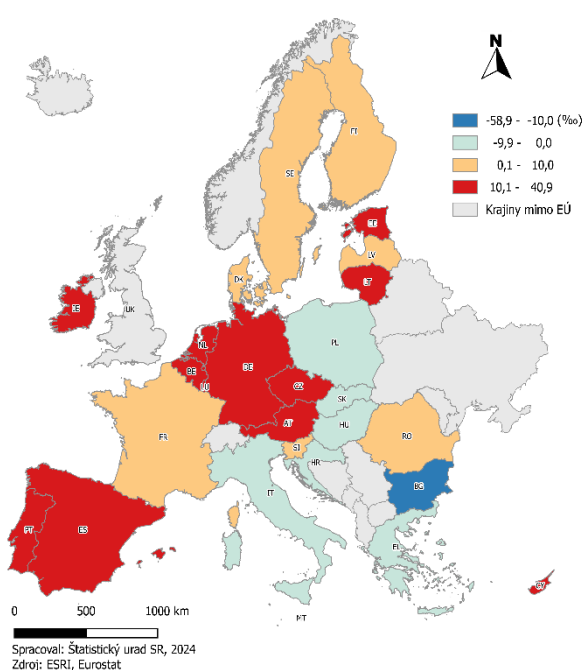 N
-58,9 - -10,0 (‰)
-9,9 - 0,0
0,1 - 10,0
10,1 - 40,9
Krajiny mimo EÚ
FI
SE
EE
LV
LT
DK
IE
UK
NL
BE
LU
DE
PL
CZ
SK
AT
HU
FR
SI
HR
RO
IT
BG
PT
ES
EL
CY
MT
0 500 1000 km
Spracoval: Štatistický urad SR, 2024
Zdroj: ESRI, Eurostat